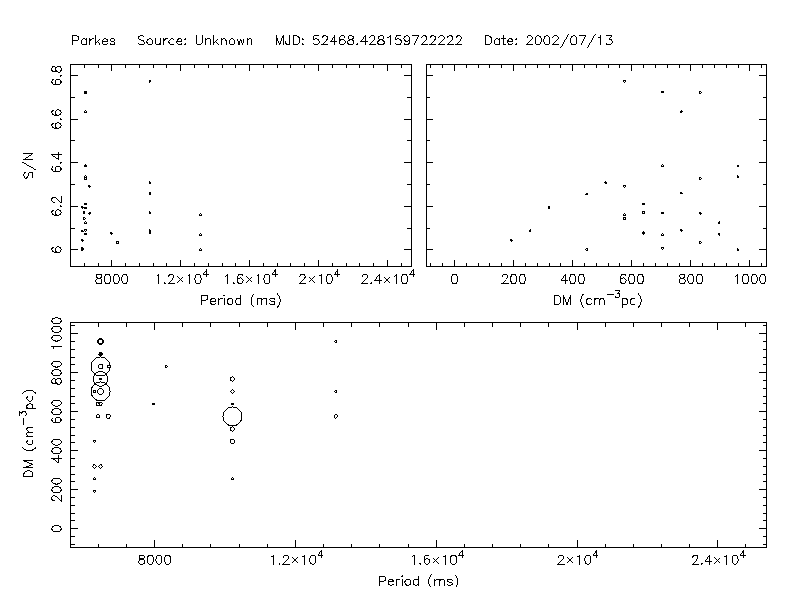 Parkes Source: Unknown MJD: 52468.428159722222 Date: 2002/07/13
S/N
6 6.2 6.4 6.6 6.8
8000 1.2×10⁴ 1.6×10⁴ 2×10⁴ 2.4×10⁴
Period (ms)
0 200 400 600 800 1000
DM (cm⁻³pc)
DM (cm⁻³pc)
0 200 400 600 800 1000
8000 1.2×10⁴ 1.6×10⁴ 2×10⁴ 2.4×10⁴
Period (ms)